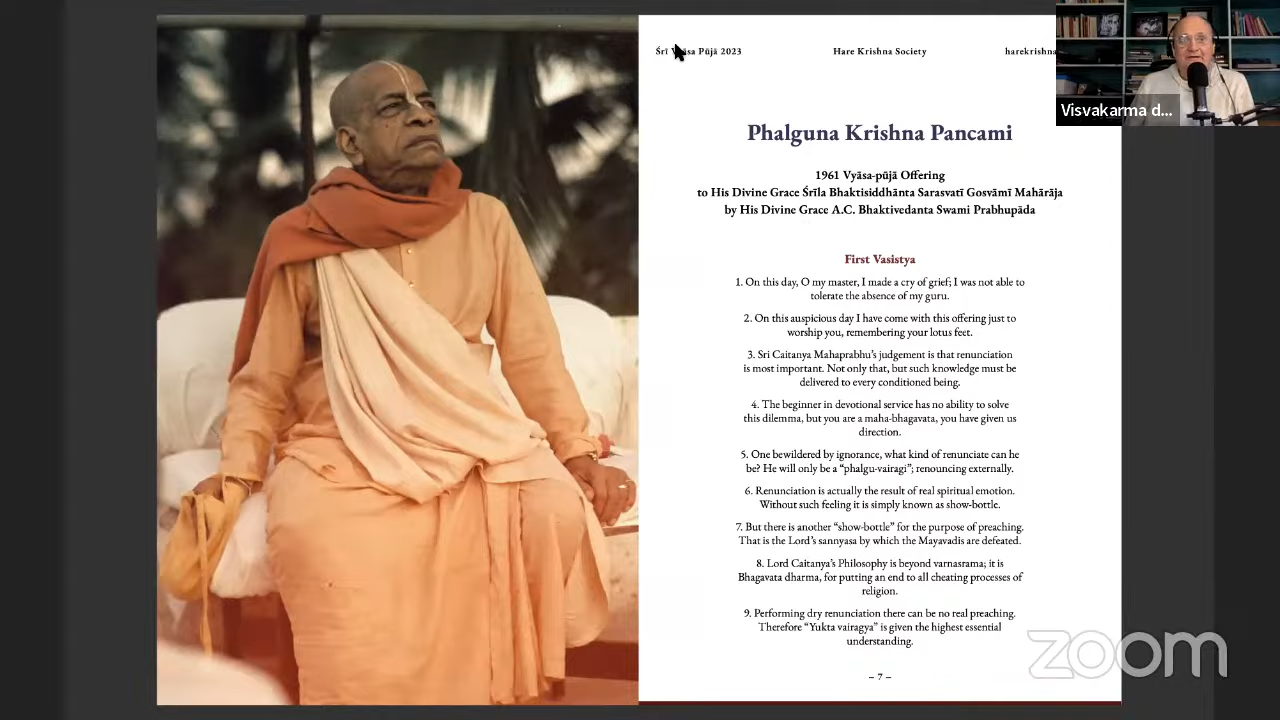 Śrī Vyāsa Pūjā 2023
Hare Krishna Society
harekrishna
Visvakarma d...
Phalguna Krishna Pancami
1961 Vyāsa-pūjā Offering
to His Divine Grace Śrīla Bhaktisiddhānta Sarasvatī Gosvāmī Mahārāja
by His Divine Grace A.C. Bhaktivedanta Swami Prabhupāda
First Vasistya
1. On this day, O my master, I made a cry of grief; I was not able to
tolerate the absence of my guru.
2. On this auspicious day I have come with this offering just to
worship you, remembering your lotus feet.
3. Sri Caitanya Mahaprabhu's judgement is that renunciation
is most important. Not only that, but such knowledge must be
delivered to every conditioned being.
4. The beginner in devotional service has no ability to solve
this dilemma, but you are a maha-bhagavata, you have given us
direction.
5. One bewildered by ignorance, what kind of renunciate can he
be? He will only be a “phalgu-vairagi”; renouncing externally.
6. Renunciation is actually the result of real spiritual emotion.
Without such feeling it is simply known as show-bottle.
7. But there is another “show-bottle” for the purpose of preaching.
That is the Lord's sannyasa by which the Mayavadis are defeated.
8. Lord Caitanya's Philosophy is beyond varnasrama; it is
Bhagavata dharma, for putting an end to all cheating processes of
religion.
9. Performing dry renunciation there can be no real preaching.
Therefore “Yukta vairagya” is given the highest essential
understanding.
– 7 –
zoom